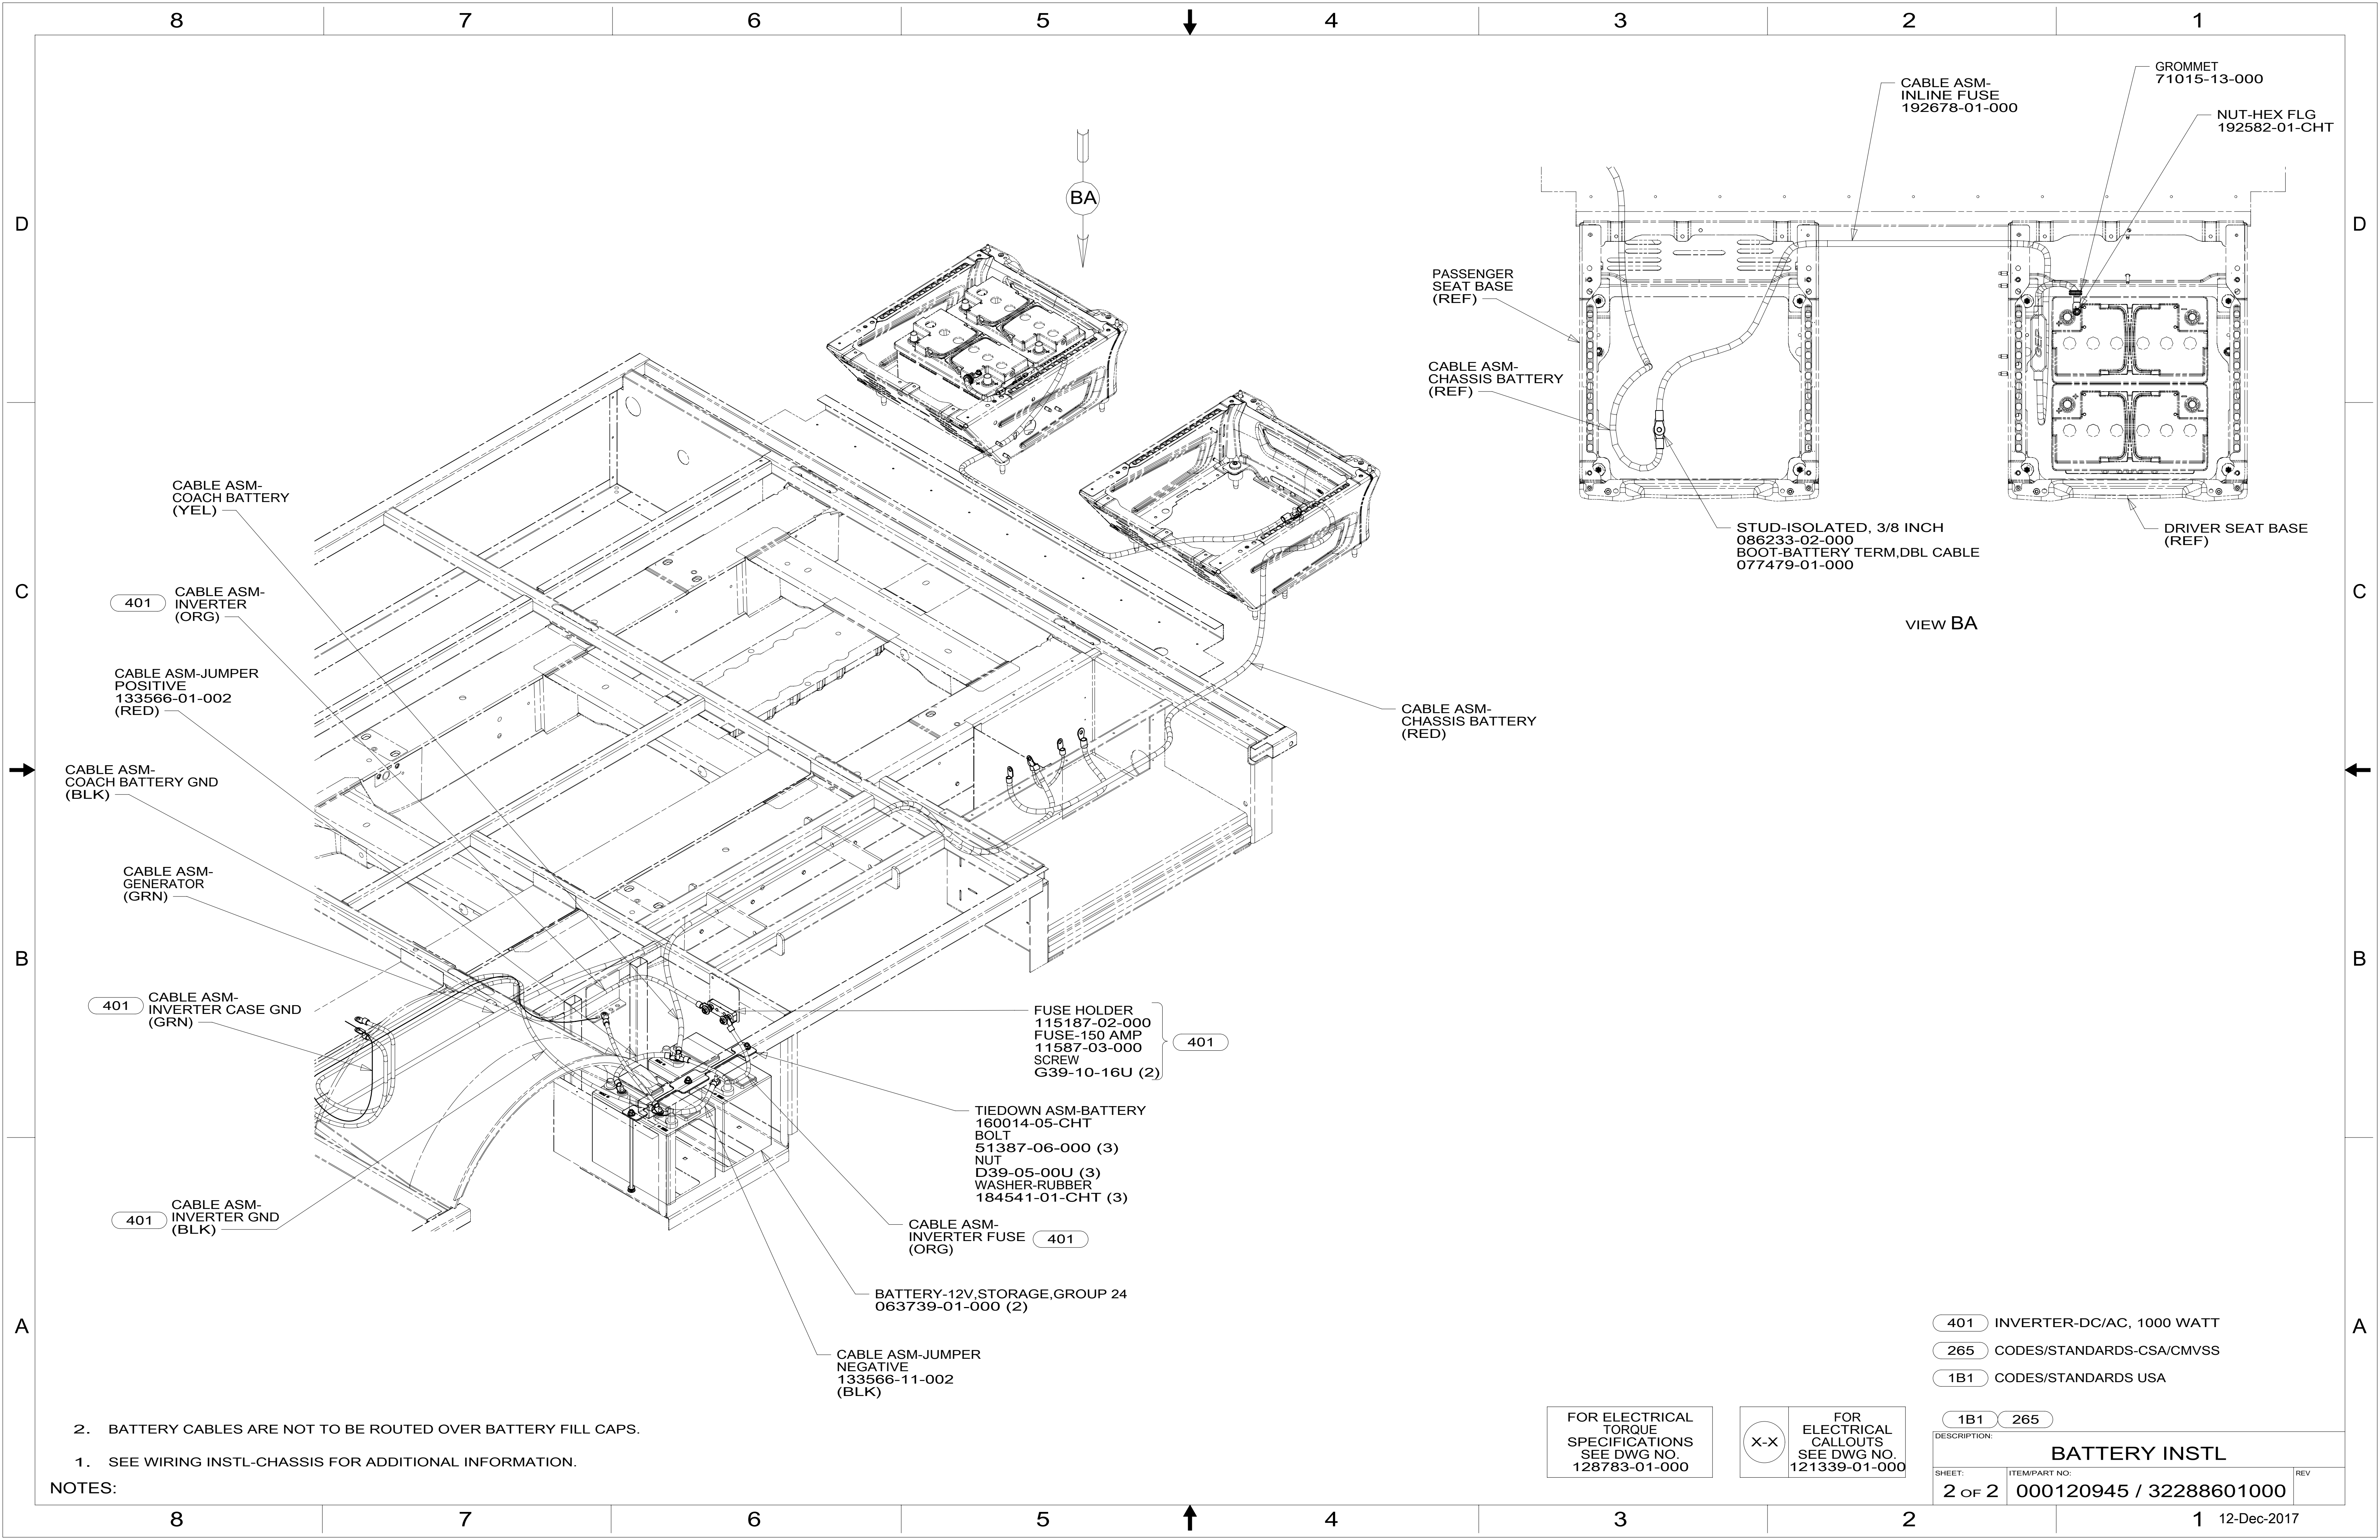 8 7 6 5 4 3 2 1
D
C
B
A
D
C
B
A
BA
CABLE ASM-
COACH BATTERY
(YEL)
401
CABLE ASM-
INVERTER
(ORG)
CABLE ASM-JUMPER
POSITIVE
133566-01-002
(RED)
CABLE ASM-
COACH BATTERY GND
(BLK)
CABLE ASM-
GENERATOR
(GRN)
401
CABLE ASM-
INVERTER CASE GND
(GRN)
401
CABLE ASM-
INVERTER GND
(BLK)
FUSE HOLDER
115187-02-000
FUSE-150 AMP
11587-03-000
SCREW
G39-10-16U (2)
401
TIEDOWN ASM-BATTERY
160014-05-CHT
BOLT
51387-06-000 (3)
NUT
D39-05-00U (3)
WASHER-RUBBER
184541-01-CHT (3)
CABLE ASM-
INVERTER FUSE
(ORG)
401
BATTERY-12V,STORAGE,GROUP 24
063739-01-000 (2)
CABLE ASM-JUMPER
NEGATIVE
133566-11-002
(BLK)
CABLE ASM-
CHASSIS BATTERY
(RED)
CABLE ASM-
INLINE FUSE
192678-01-000
GROMMET
71015-13-000
NUT-HEX FLG
192582-01-CHT
PASSENGER
SEAT BASE
(REF)
CABLE ASM-
CHASSIS BATTERY
(REF)
STUD-ISOLATED, 3/8 INCH
086233-02-000
BOOT-BATTERY TERM,DBL CABLE
077479-01-000
DRIVER SEAT BASE
(REF)
VIEW BA
2. BATTERY CABLES ARE NOT TO BE ROUTED OVER BATTERY FILL CAPS.
1. SEE WIRING INSTL-CHASSIS FOR ADDITIONAL INFORMATION.
NOTES:
FOR ELECTRICAL
TORQUE
SPECIFICATIONS
SEE DWG NO.
128783-01-000
X-X
FOR
ELECTRICAL
CALLOUTS
SEE DWG NO.
121339-01-000
401 INVERTER-DC/AC, 1000 WATT
265 CODES/STANDARDS-CSA/CMVSS
1B1 CODES/STANDARDS USA
1B1 265
DESCRIPTION:
BATTERY INSTL
SHEET:
2 OF 2
ITEM/PART NO:
000120945 / 32288601000
REV
8 7 6 5 4 3 2 1
12-Dec-2017